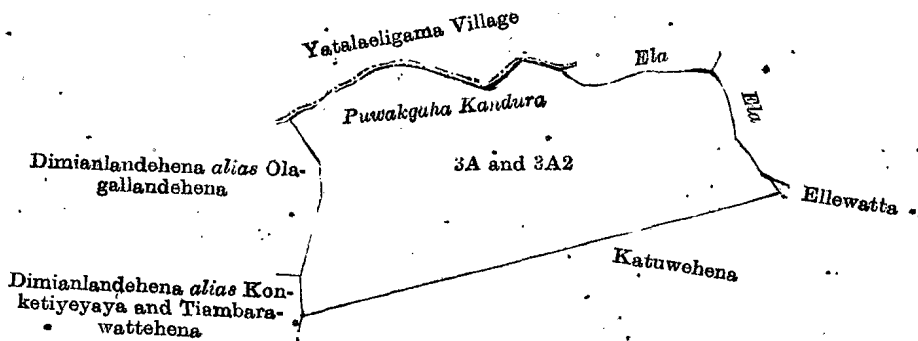 Yatalaeligama Village
Ela
Puwakguha Kandura
Ela
Dimianlandehena alias Ola-
gallandehena
3A and 3A2
Ellewatta
Katuwehena
Dimianlandehena alias Kon-
ketiyeyaya and Tiambara-
wattehena